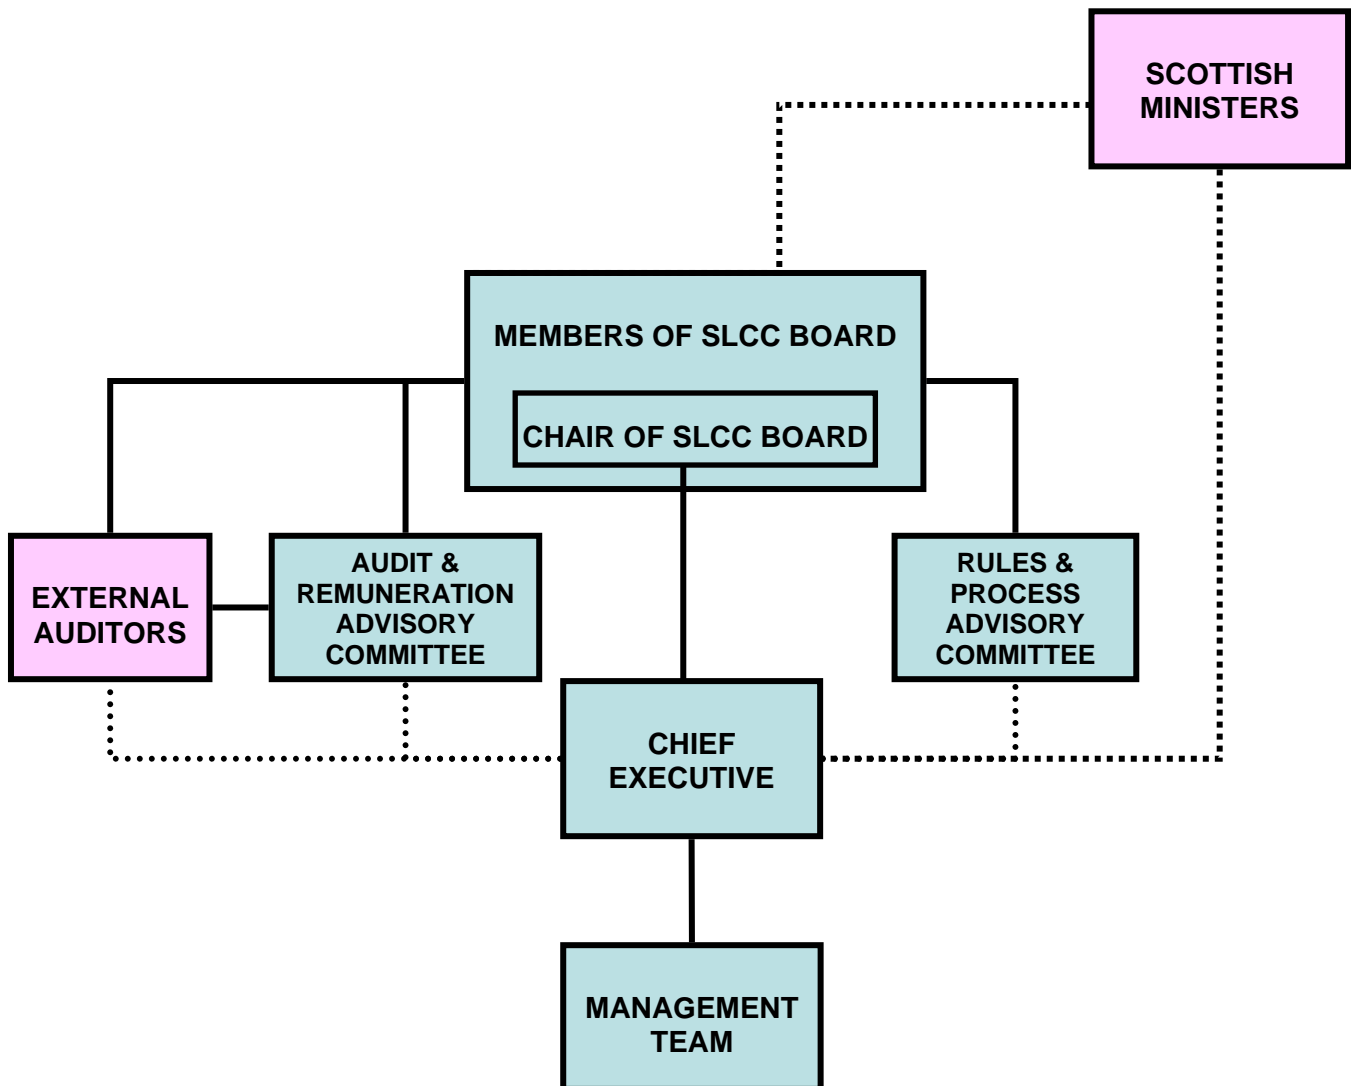 SCOTTISH
MINISTERS
MEMBERS OF SLCC BOARD
CHAIR OF SLCC BOARD
EXTERNAL
AUDITORS
AUDIT &
REMUNERATION
ADVISORY
COMMITTEE
RULES &
PROCESS
ADVISORY
COMMITTEE
CHIEF
EXECUTIVE
MANAGEMENT
TEAM